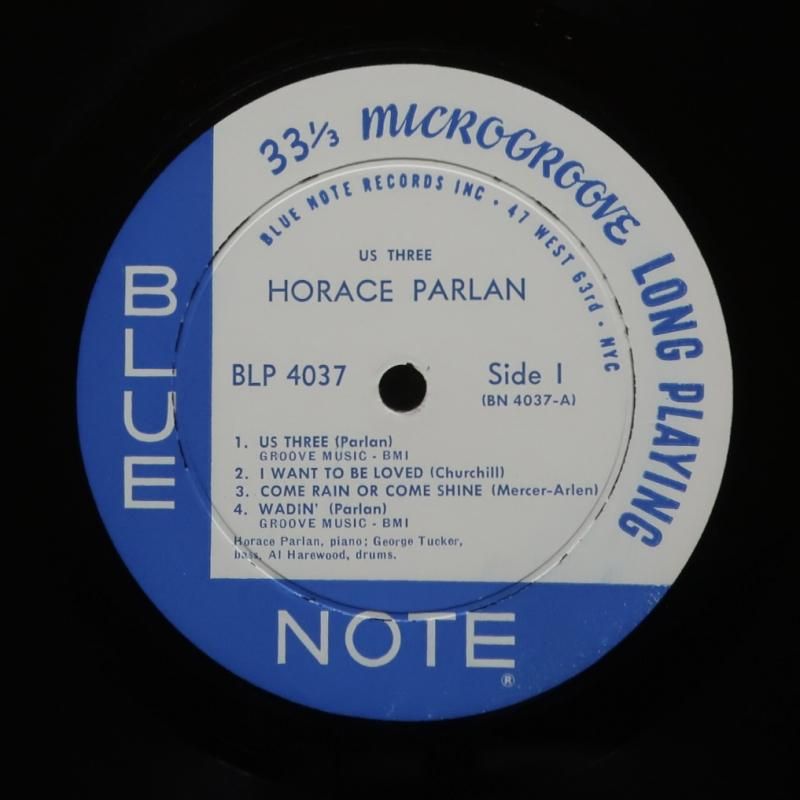 33⅓ MICROGROOVE LONG PLAYING
BLUE NOTE RECORDS INC • 47 WEST 63rd • NYC
US THREE
HORACE PARLAN
BLP 4037
Side 1
(BN 4037-A)
1. US THREE (Parlan)
GROOVE MUSIC - BMI
2. I WANT TO BE LOVED (Churchill)
3. COME RAIN OR COME SHINE (Mercer-Arlen)
4. WADIN' (Parlan)
GROOVE MUSIC - BMI
Horace Parlan, piano; George Tucker,
bass, Al Harewood, drums.
BLUE
NOTE
®